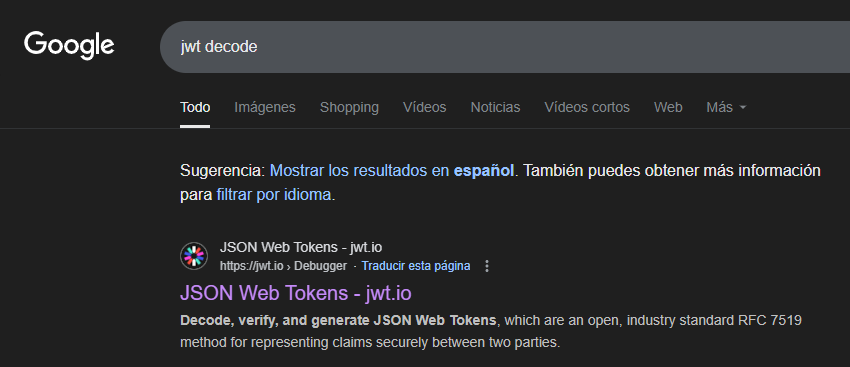 Google
jwt decode
Todo Imágenes Shopping Vídeos Noticias Vídeos cortos Web Más
Sugerencia: Mostrar los resultados en español. También puedes obtener más información
para filtrar por idioma.
JSON Web Tokens - jwt.io
https://jwt.io › Debugger · Traducir esta página
JSON Web Tokens - jwt.io
Decode, verify, and generate JSON Web Tokens, which are an open, industry standard RFC 7519
method for representing claims securely between two parties.